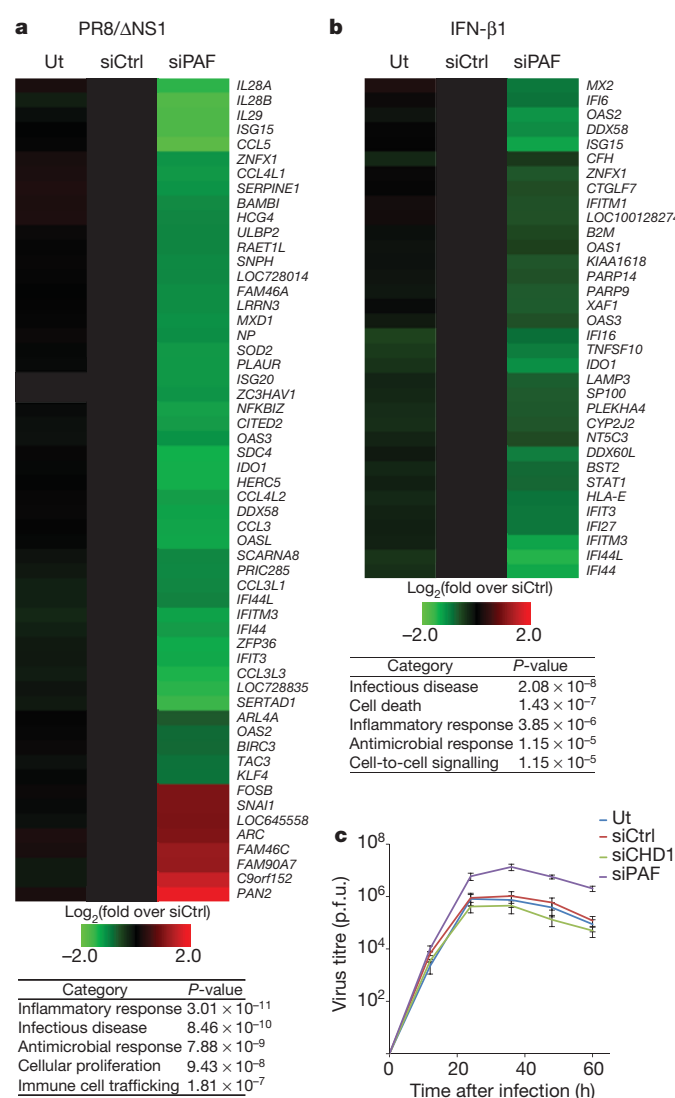 a PR8/ΔNS1
Ut siCtrl siPAF
IL28A
IL28B
IL29
ISG15
CCL5
ZNFX1
CCL4L1
SERPINE1
BAMBI
HCG4
ULBP2
RAET1L
SNPH
LOC728014
FAM46A
LRRN3
MXD1
NP
SOD2
PLAUR
ISG20
ZC3HAV1
NFKBIZ
CITED2
OAS3
SDC4
IDO1
HERC5
CCL4L2
DDX58
CCL3
OASL
SCARNA8
PRIC285
CCL3L1
IFI44L
IFITM3
IFI44
ZFP36
IFIT3
CCL3L3
LOC728835
SERTAD1
ARL4A
OAS2
BIRC3
TAC3
KLF4
FOSB
SNAI1
LOC645558
ARC
FAM46C
FAM90A7
C9orf152
PAN2
Log2(fold over siCtrl)
–2.0 2.0
Category P-value
Inflammatory response 3.01 × 10–11
Infectious disease 8.46 × 10–10
Antimicrobial response 7.88 × 10–9
Cellular proliferation 9.43 × 10–8
Immune cell trafficking 1.81 × 10–7
b IFN-β1
Ut siCtrl siPAF
MX2
IFI6
OAS2
DDX58
ISG15
CFH
ZNFX1
CTGLF7
IFITM1
LOC100128274
B2M
OAS1
KIAA1618
PARP14
PARP9
XAF1
OAS3
IFI16
TNFSF10
IDO1
LAMP3
SP100
PLEKHA4
CYP2J2
NT5C3
DDX60L
BST2
STAT1
HLA-E
IFIT3
IFI27
IFITM3
IFI44L
IFI44
Log2(fold over siCtrl)
–2.0 2.0
Category P-value
Infectious disease 2.08 × 10–8
Cell death 1.43 × 10–7
Inflammatory response 3.85 × 10–6
Antimicrobial response 1.15 × 10–5
Cell-to-cell signalling 1.15 × 10–5
c
Ut
siCtrl
siCHD1
siPAF
Virus titre (p.f.u.)
108
106
104
102
0 20 40 60
Time after infection (h)